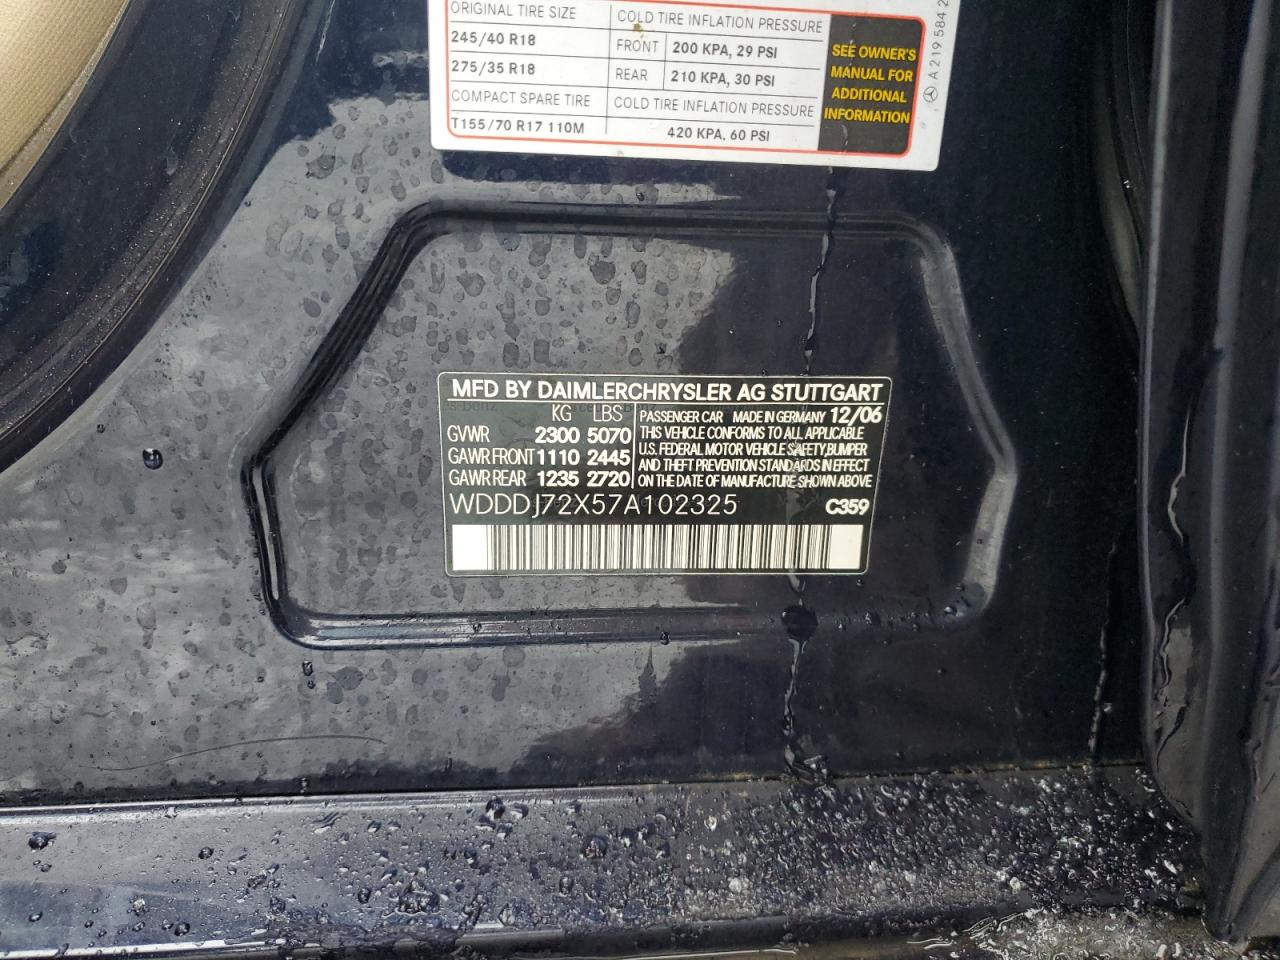 ORIGINAL TIRE SIZE COLD TIRE INFLATION PRESSURE
245/40 R18 FRONT 200 KPA, 29 PSI
275/35 R18 REAR 210 KPA, 30 PSI
COMPACT SPARE TIRE COLD TIRE INFLATION PRESSURE
T155/70 R17 110M 420 KPA, 60 PSI
SEE OWNER'S
MANUAL FOR
ADDITIONAL
INFORMATION
A 219 584 2
MFD BY DAIMLERCHRYSLER AG STUTTGART
KG LBS
GVWR 2300 5070
GAWR FRONT 1110 2445
GAWR REAR 1235 2720
PASSENGER CAR MADE IN GERMANY 12/06
THIS VEHICLE CONFORMS TO ALL APPLICABLE
U.S. FEDERAL MOTOR VEHICLE SAFETY,BUMPER
AND THEFT PREVENTION STANDARDS IN EFFECT
ON THE DATE OF MANUFACTURE SHOWN ABOVE
WDDDJ72X57A102325 C359